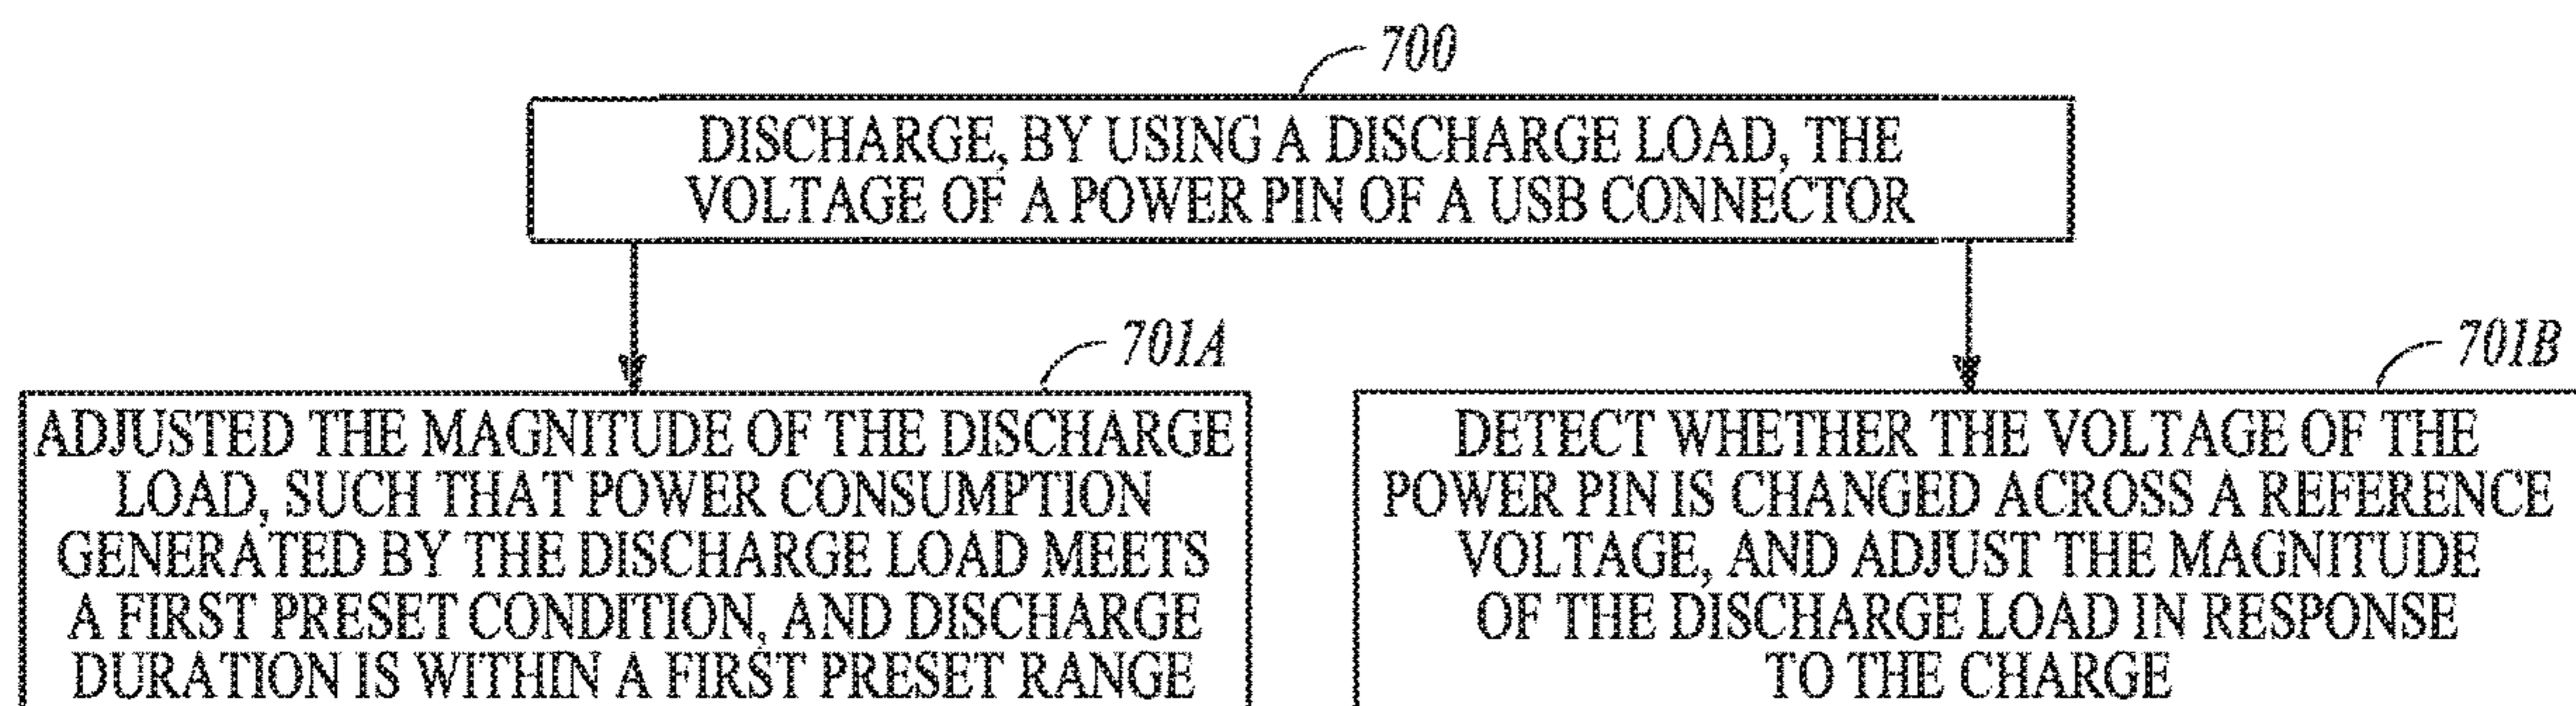 700
DISCHARGE, BY USING A DISCHARGE LOAD, THE
VOLTAGE OF A POWER PIN OF A USB CONNECTOR
701A
ADJUSTED THE MAGNITUDE OF THE DISCHARGE
LOAD, SUCH THAT POWER CONSUMPTION
GENERATED BY THE DISCHARGE LOAD MEETS
A FIRST PRESET CONDITION, AND DISCHARGE
DURATION IS WITHIN A FIRST PRESET RANGE
701B
DETECT WHETHER THE VOLTAGE OF THE
POWER PIN IS CHANGED ACROSS A REFERENCE
VOLTAGE, AND ADJUST THE MAGNITUDE
OF THE DISCHARGE LOAD IN RESPONSE
TO THE CHARGE